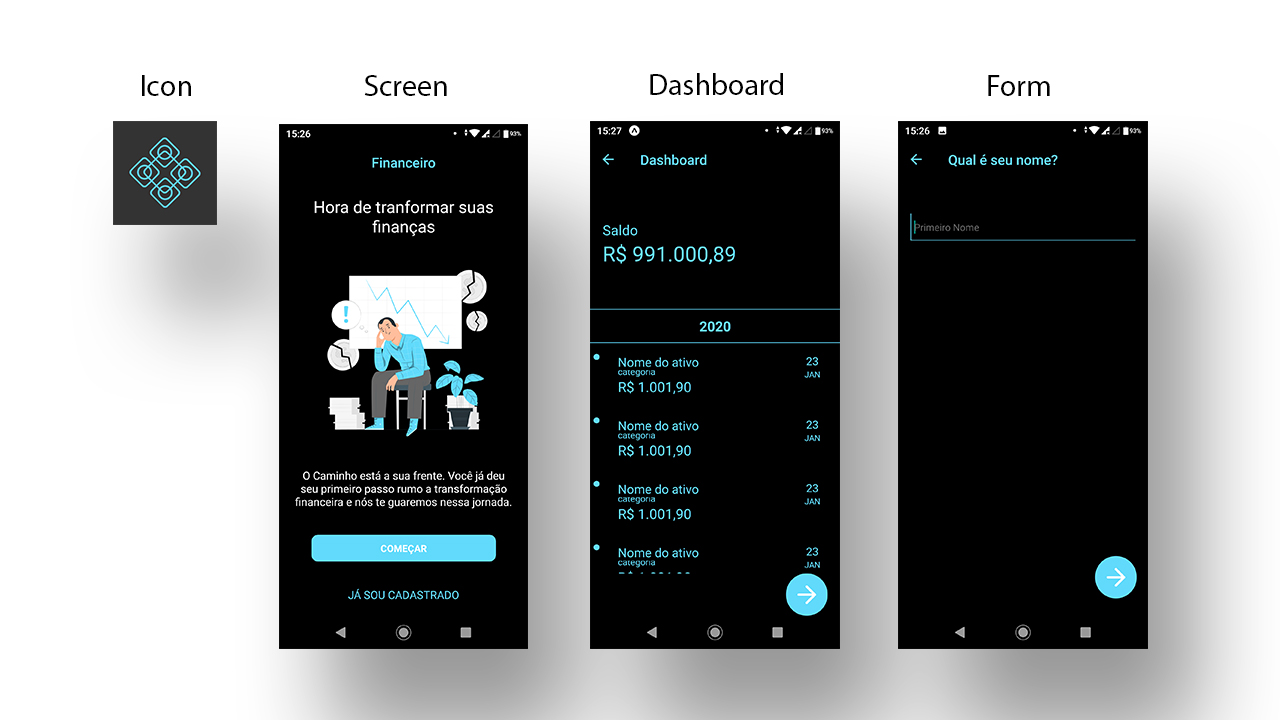 Icon
Screen
Dashboard
Form
15:26
93%
Financeiro
Hora de tranformar suas
finanças
!
O Caminho está a sua frente. Você já deu
seu primeiro passo rumo a transformação
financeira e nós te guaremos nessa jornada.
COMEÇAR
JÁ SOU CADASTRADO
15:27
93%
Dashboard
Saldo
R$ 991.000,89
2020
Nome do ativo
categoria
R$ 1.001,90
23
JAN
Nome do ativo
categoria
R$ 1.001,90
23
JAN
Nome do ativo
categoria
R$ 1.001,90
23
JAN
Nome do ativo
categoria
23
JAN
15:26
93%
Qual é seu nome?
Primeiro Nome